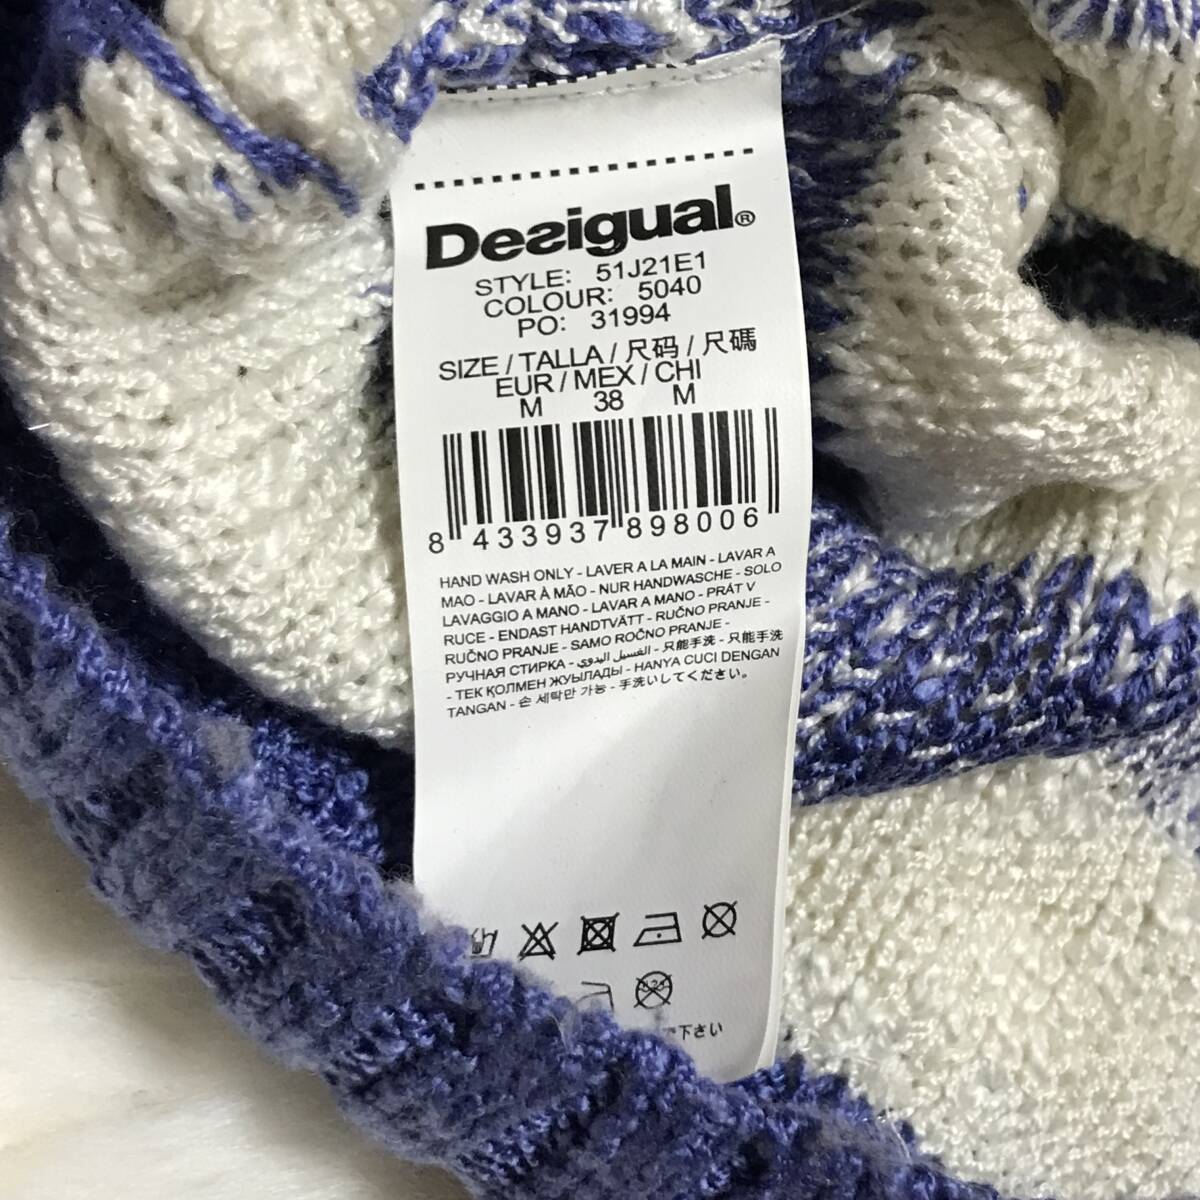 Desigual®
STYLE: 51J21E1
COLOUR: 5040
PO: 31994
SIZE / TALLA / 尺码 / 尺碼
EUR / MEX / CHI
M 38 M
8 433937 898006
HAND WASH ONLY - LAVER A LA MAIN - LAVAR A
MAO - LAVAR À MÃO - NUR HANDWASCHE - SOLO
LAVAGGIO A MANO - LAVAR A MANO - PRÁT V
RUCE - ENDAST HANDTVÄTT - RUČNO PRANJE -
RUČNO PRANJE - SAMO ROČNO PRANJE -
РУЧНАЯ СТИРКА - الغسيل اليدوي - 只能手洗 - 只能手洗
- ТЕК ҚОЛМЕН ЖУЫЛАДЫ - HANYA CUCI DENGAN
TANGAN - 손 세탁만 가능 - 手洗いしてください。
下さい